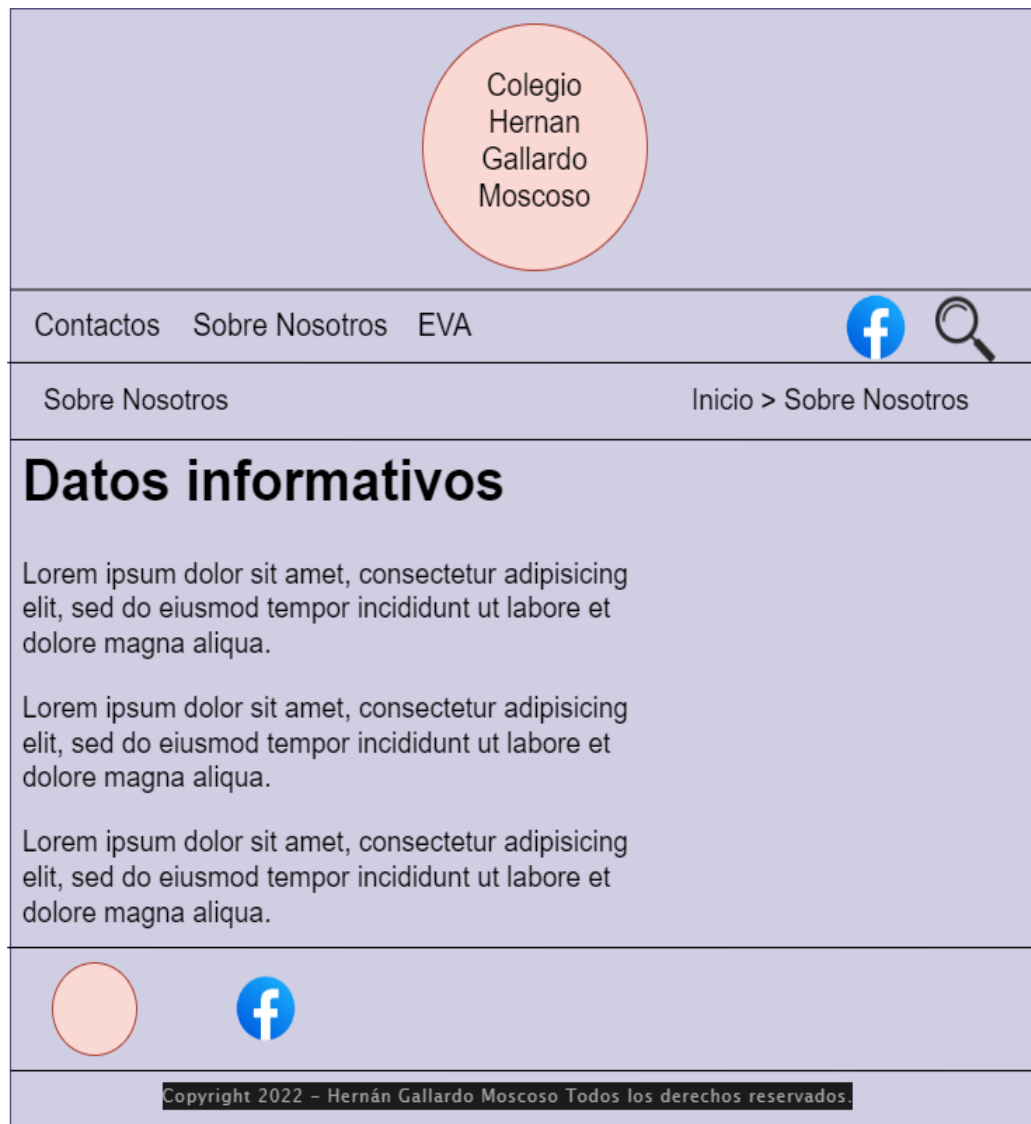 Colegio
Hernan
Gallardo
Moscoso
Contactos Sobre Nosotros EVA
Sobre Nosotros Inicio > Sobre Nosotros
Datos informativos
Lorem ipsum dolor sit amet, consectetur adipisicing
elit, sed do eiusmod tempor incididunt ut labore et
dolore magna aliqua.
Lorem ipsum dolor sit amet, consectetur adipisicing
elit, sed do eiusmod tempor incididunt ut labore et
dolore magna aliqua.
Lorem ipsum dolor sit amet, consectetur adipisicing
elit, sed do eiusmod tempor incididunt ut labore et
dolore magna aliqua.
Copyright 2022 – Hernán Gallardo Moscoso Todos los derechos reservados.